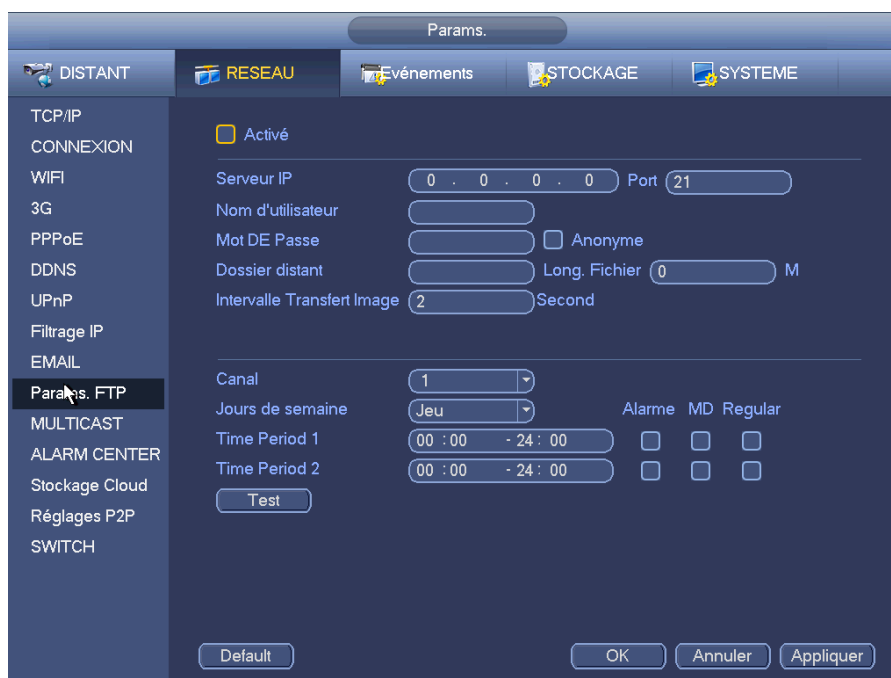 Params.
DISTANT RESEAU Evénements STOCKAGE SYSTEME
TCP/IP
CONNEXION
WIFI
3G
PPPoE
DDNS
UPnP
Filtrage IP
EMAIL
Params. FTP
MULTICAST
ALARM CENTER
Stockage Cloud
Réglages P2P
SWITCH
Activé
Serveur IP 0 . 0 . 0 . 0 Port 21
Nom d'utilisateur
Mot DE Passe Anonyme
Dossier distant Long. Fichier 0 M
Intervalle Transfert Image 2 Second
Canal 1
Jours de semaine Jeu Alarme MD Regular
Time Period 1 00 : 00 - 24 : 00
Time Period 2 00 : 00 - 24 : 00
Test
Default OK Annuler Appliquer